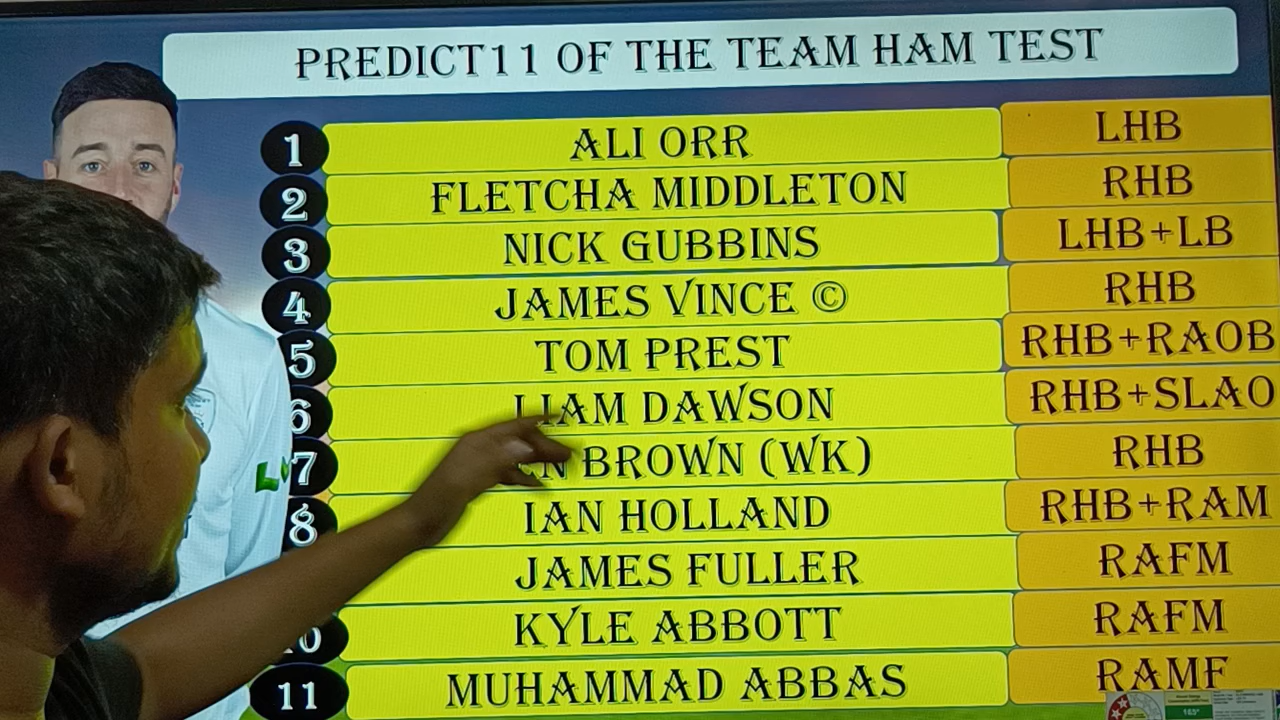 PREDICT11 OF THE TEAM HAM TEST
1 ALI ORR LHB
2 FLETCHA MIDDLETON RHB
3 NICK GUBBINS LHB+LB
4 JAMES VINCE © RHB
5 TOM PREST RHB+RAOB
6 LIAM DAWSON RHB+SLAO
7 BROWN (WK) RHB
8 IAN HOLLAND RHB+RAM
JAMES FULLER RAFM
10 KYLE ABBOTT RAFM
11 MUHAMMAD ABBAS RAMF